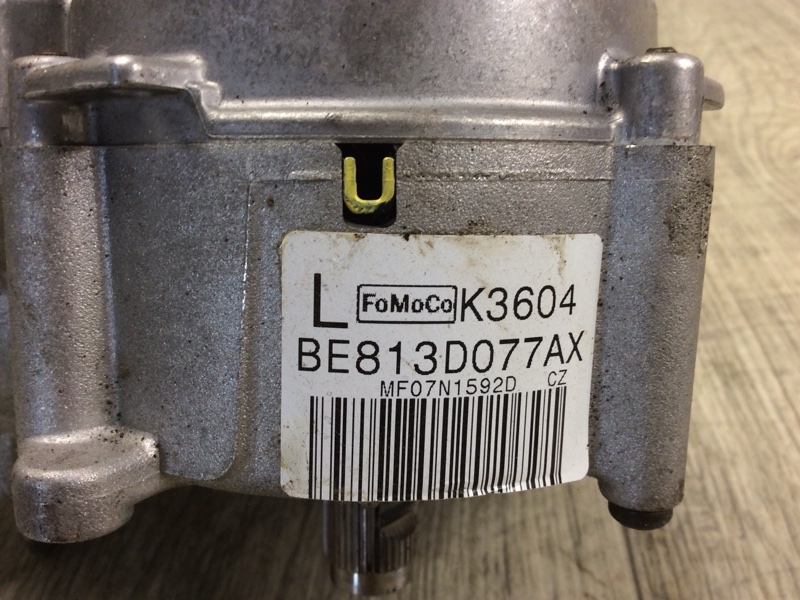 L FoMoCo K3604
BE813D077AX
MF07N1592D CZ